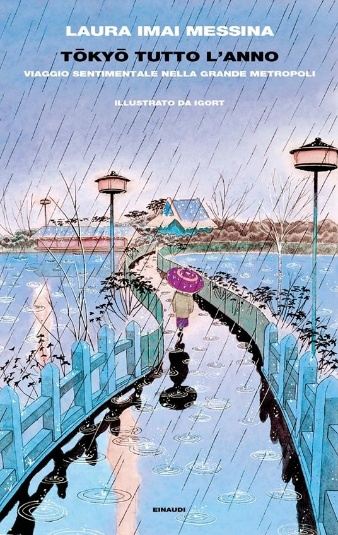 LAURA IMAI MESSINA
TŌKYŌ TUTTO L'ANNO
VIAGGIO SENTIMENTALE NELLA GRANDE METROPOLI
ILLUSTRATO DA IGORT
EINAUDI